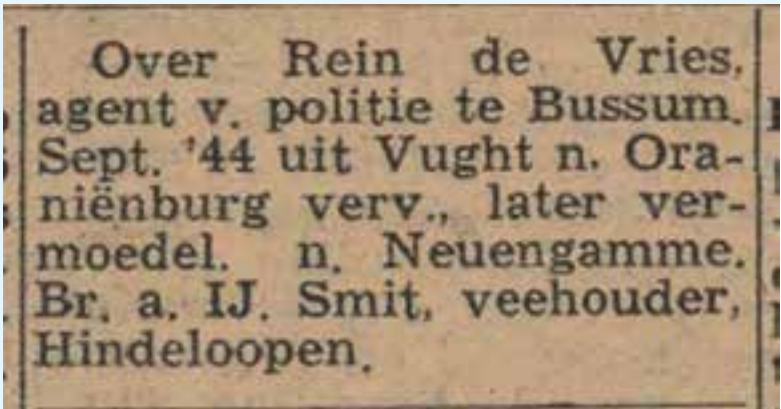 Over Rein de Vries,
agent v. politie te Bussum.
Sept. '44 uit Vught n. Ora-
niënburg verv., later ver-
moedel. n. Neuengamme.
Br. a. IJ. Smit, veehouder,
Hindeloopen.